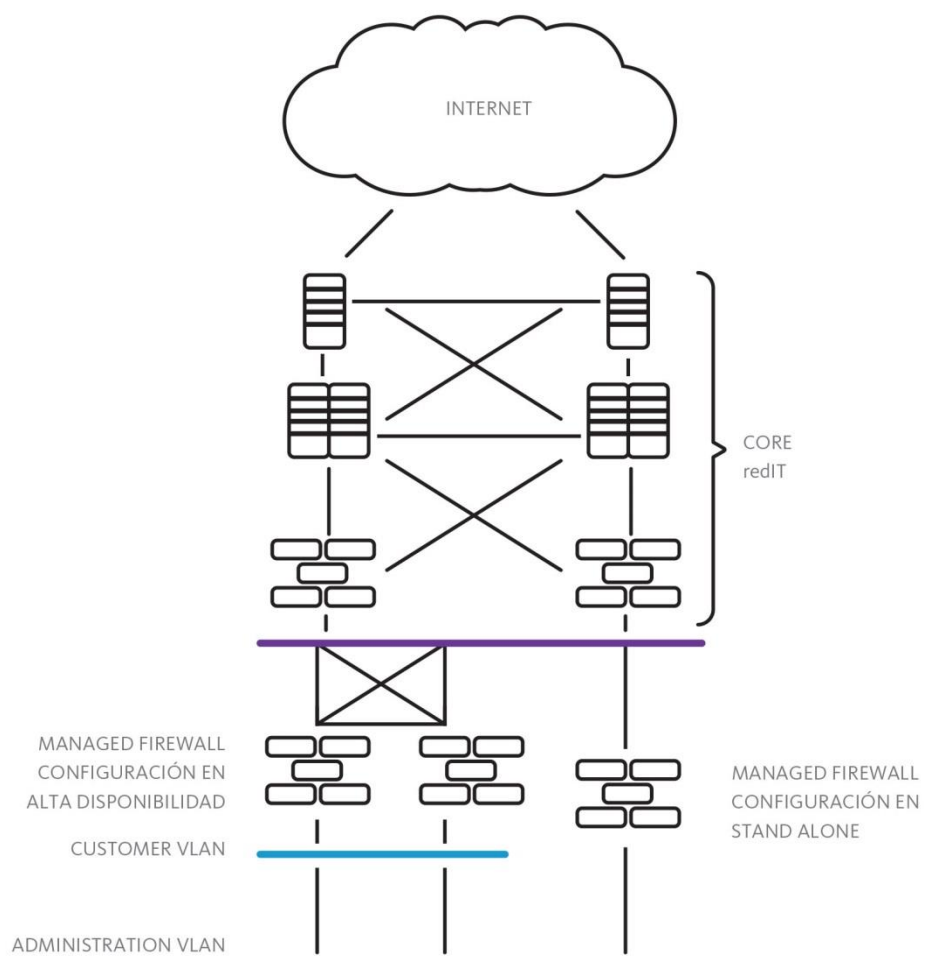 INTERNET
CORE
redIT
MANAGED FIREWALL
CONFIGURACIÓN EN
ALTA DISPONIBILIDAD
MANAGED FIREWALL
CONFIGURACIÓN EN
STAND ALONE
CUSTOMER VLAN
ADMINISTRATION VLAN